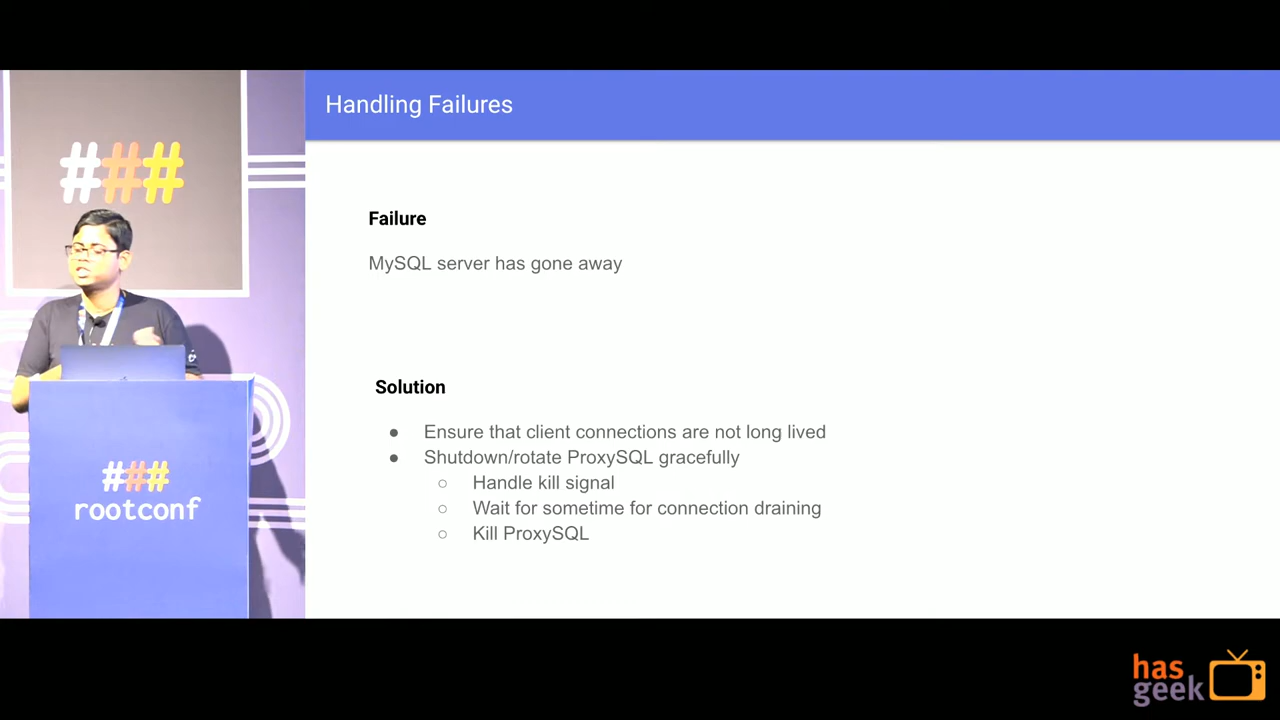 Handling Failures
Failure
MySQL server has gone away
Solution
● Ensure that client connections are not long lived
● Shutdown/rotate ProxySQL gracefully
○ Handle kill signal
○ Wait for sometime for connection draining
○ Kill ProxySQL
###
###
rootconf
has
geek